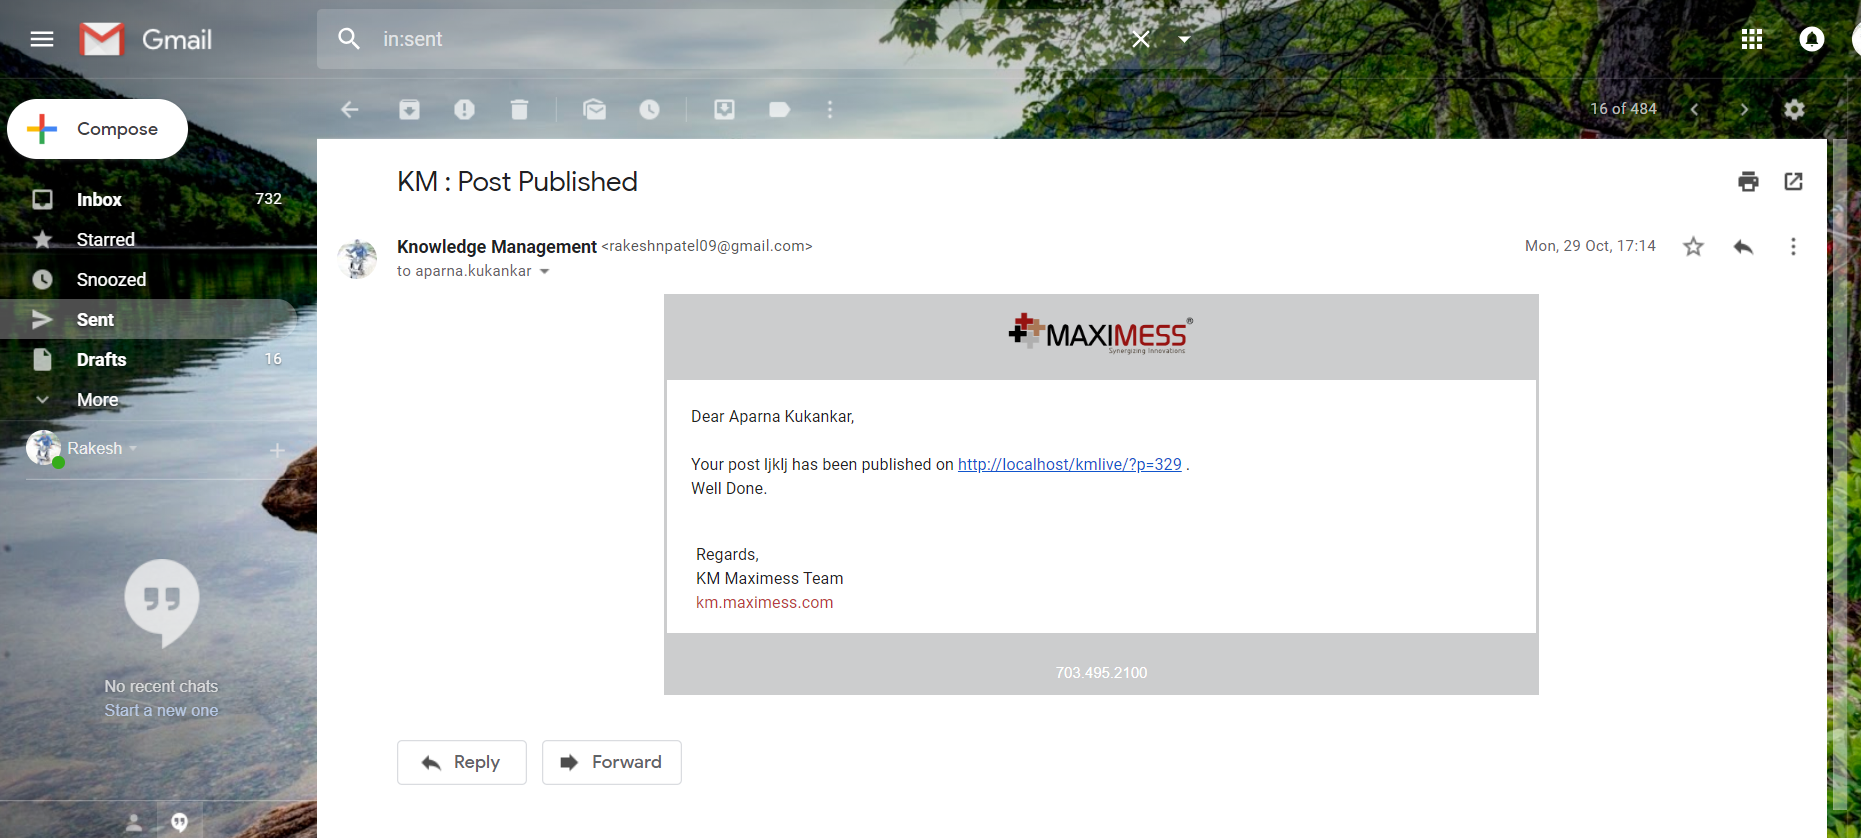 Gmail
in:sent
Compose
16 of 484
Inbox 732
Starred
Snoozed
Sent
Drafts 16
More
Rakesh
No recent chats
Start a new one
KM : Post Published
Knowledge Management <rakeshnpatel09@gmail.com>
Mon, 29 Oct, 17:14
to aparna.kukankar
MAXIMESS®
Synergizing Innovations
Dear Aparna Kukankar,
Your post ljklj has been published on http://localhost/kmlive/?p=329 .
Well Done.
Regards,
KM Maximess Team
km.maximess.com
703.495.2100
Reply
Forward